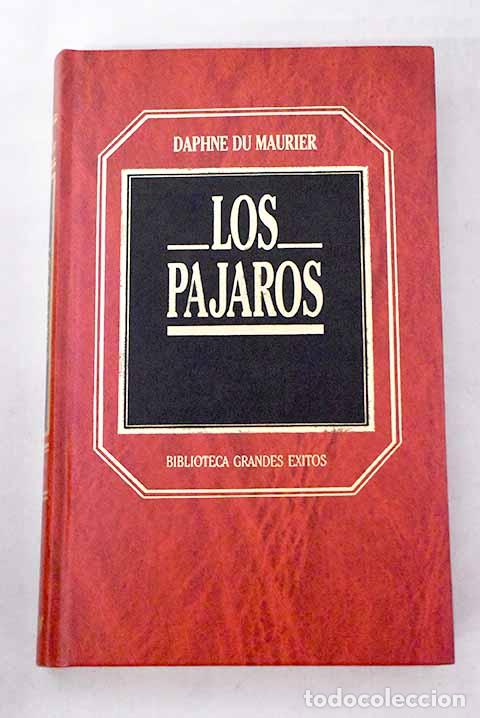 DAPHNE DU MAURIER
LOS
PAJAROS
BIBLIOTECA GRANDES EXITOS
todocoleccion